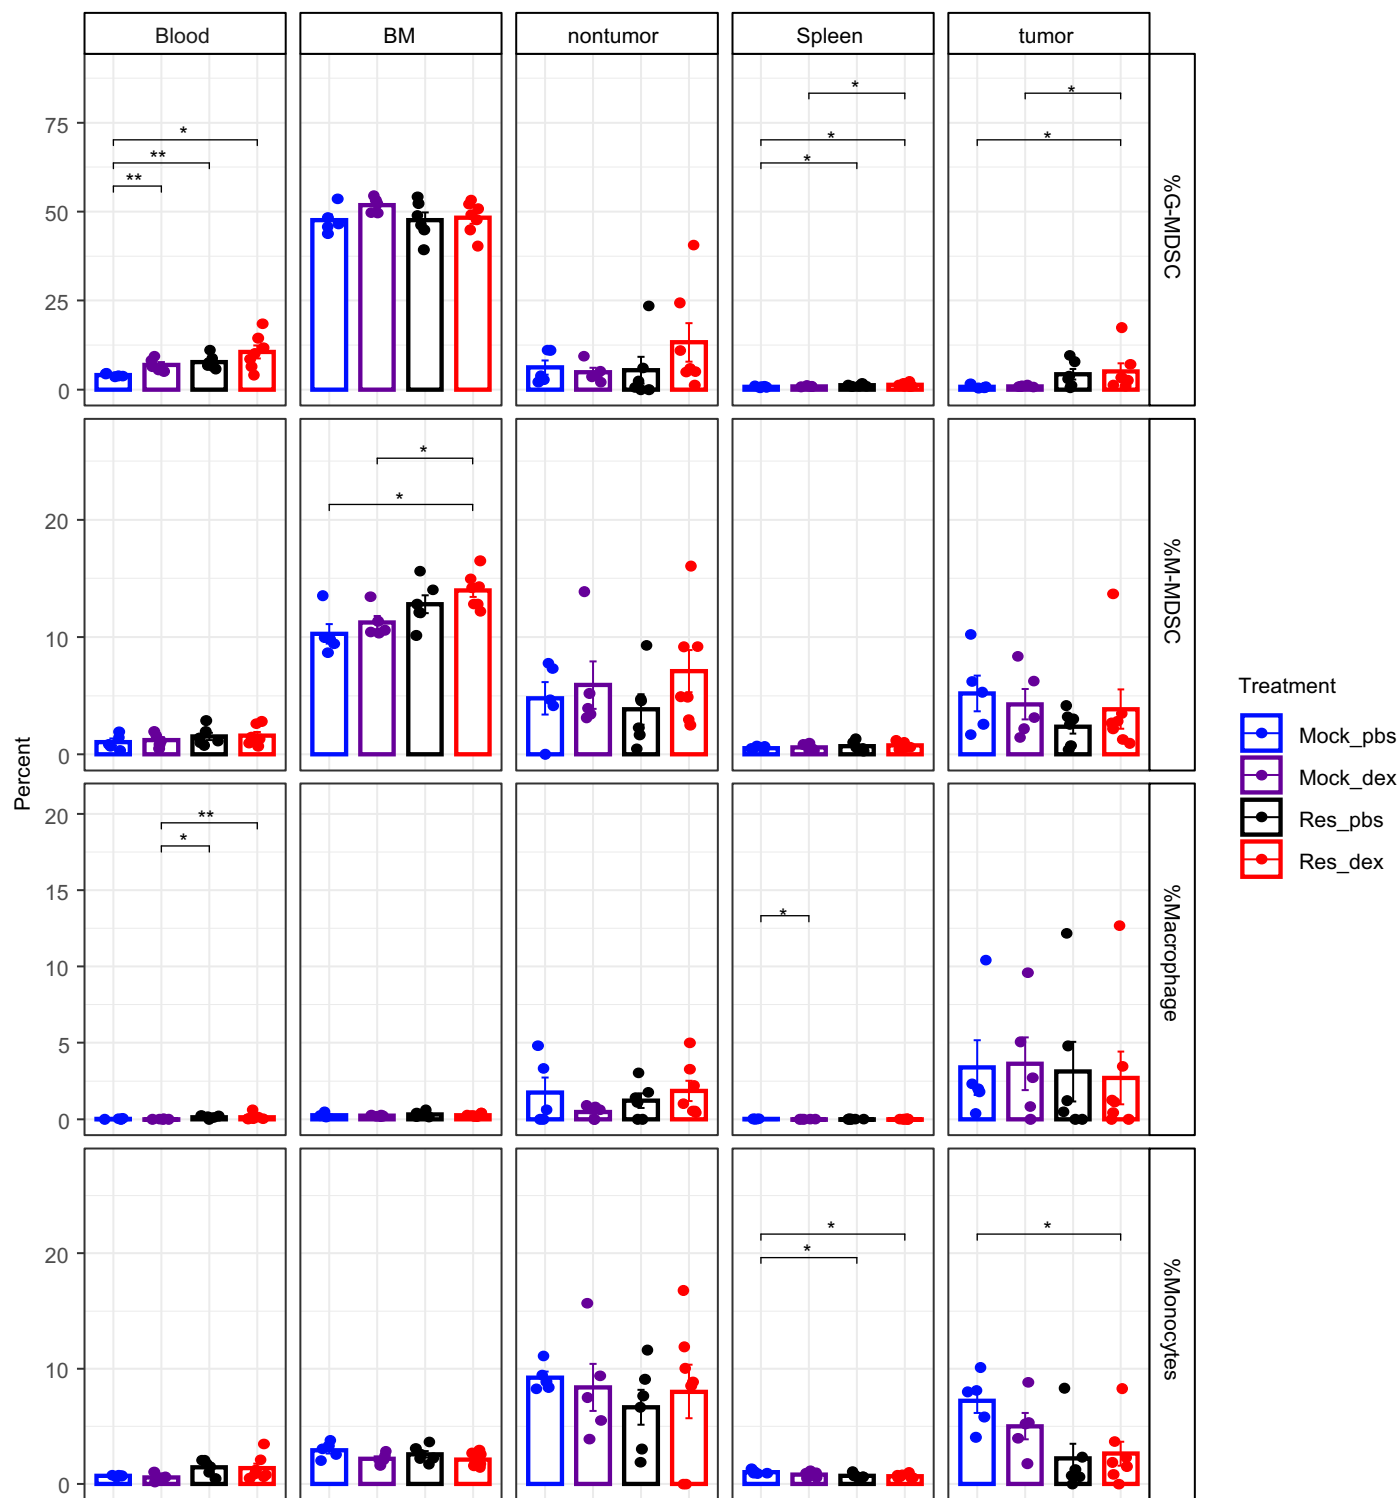 Blood BM nontumor Spleen tumor
* ** ** * * * * *
75
50
25
0
%G-MDSC
* *
20
10
0
%M-MDSC
Percent
** * *
20
15
10
5
0
%Macrophage
* * *
20
10
0
%Monocytes
Treatment
Mock_pbs
Mock_dex
Res_pbs
Res_dex